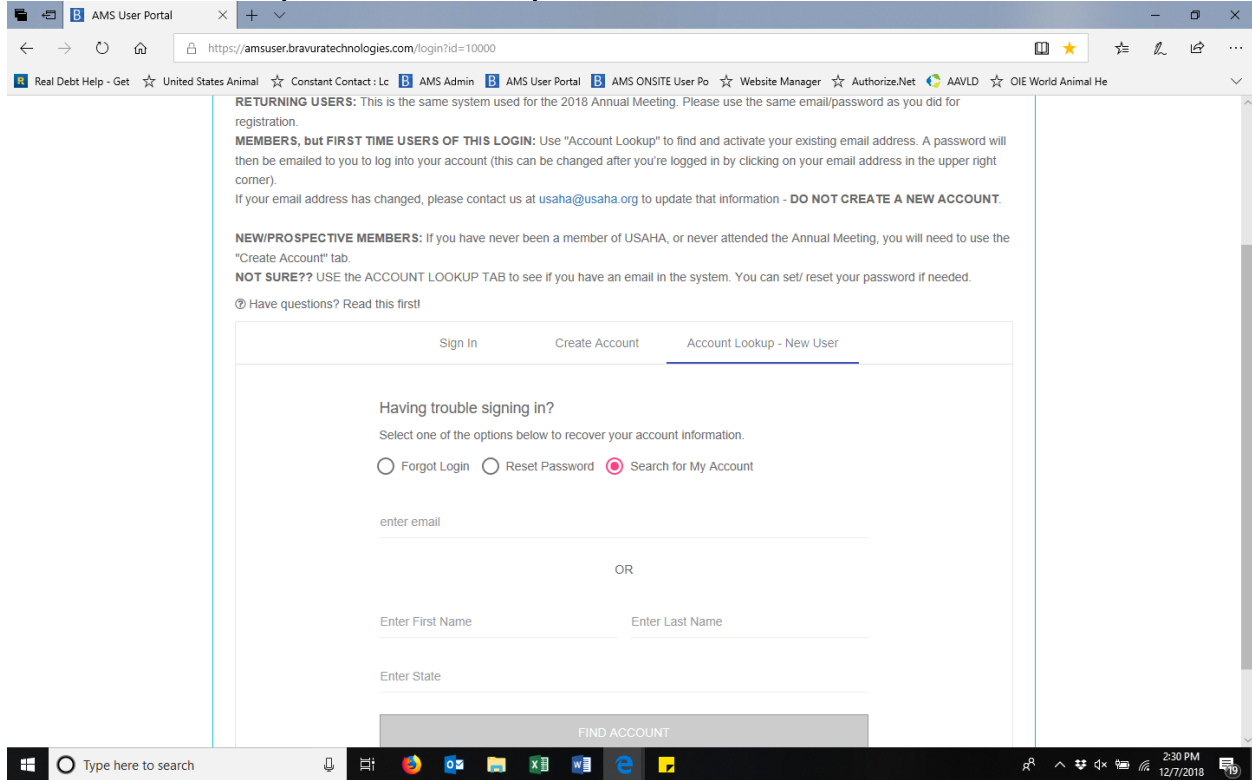 AMS User Portal
https://amsuser.bravuratechnologies.com/login?id=10000
Real Debt Help - Get United States Animal Constant Contact : Lc AMS Admin AMS User Portal AMS ONSITE User Po Website Manager Authorize.Net AAVLD OIE World Animal He
RETURNING USERS: This is the same system used for the 2018 Annual Meeting. Please use the same email/password as you did for
registration.
MEMBERS, but FIRST TIME USERS OF THIS LOGIN: Use "Account Lookup" to find and activate your existing email address. A password will
then be emailed to you to log into your account (this can be changed after you're logged in by clicking on your email address in the upper right
corner).
If your email address has changed, please contact us at usaha@usaha.org to update that information - DO NOT CREATE A NEW ACCOUNT.
NEW/PROSPECTIVE MEMBERS: If you have never been a member of USAHA, or never attended the Annual Meeting, you will need to use the
"Create Account" tab.
NOT SURE?? USE the ACCOUNT LOOKUP TAB to see if you have an email in the system. You can set/ reset your password if needed.
Have questions? Read this first!
Sign In Create Account Account Lookup - New User
Having trouble signing in?
Select one of the options below to recover your account information.
Forgot Login Reset Password Search for My Account
enter email
OR
Enter First Name Enter Last Name
Enter State
FIND ACCOUNT
Type here to search
2:30 PM
12/7/2018
19